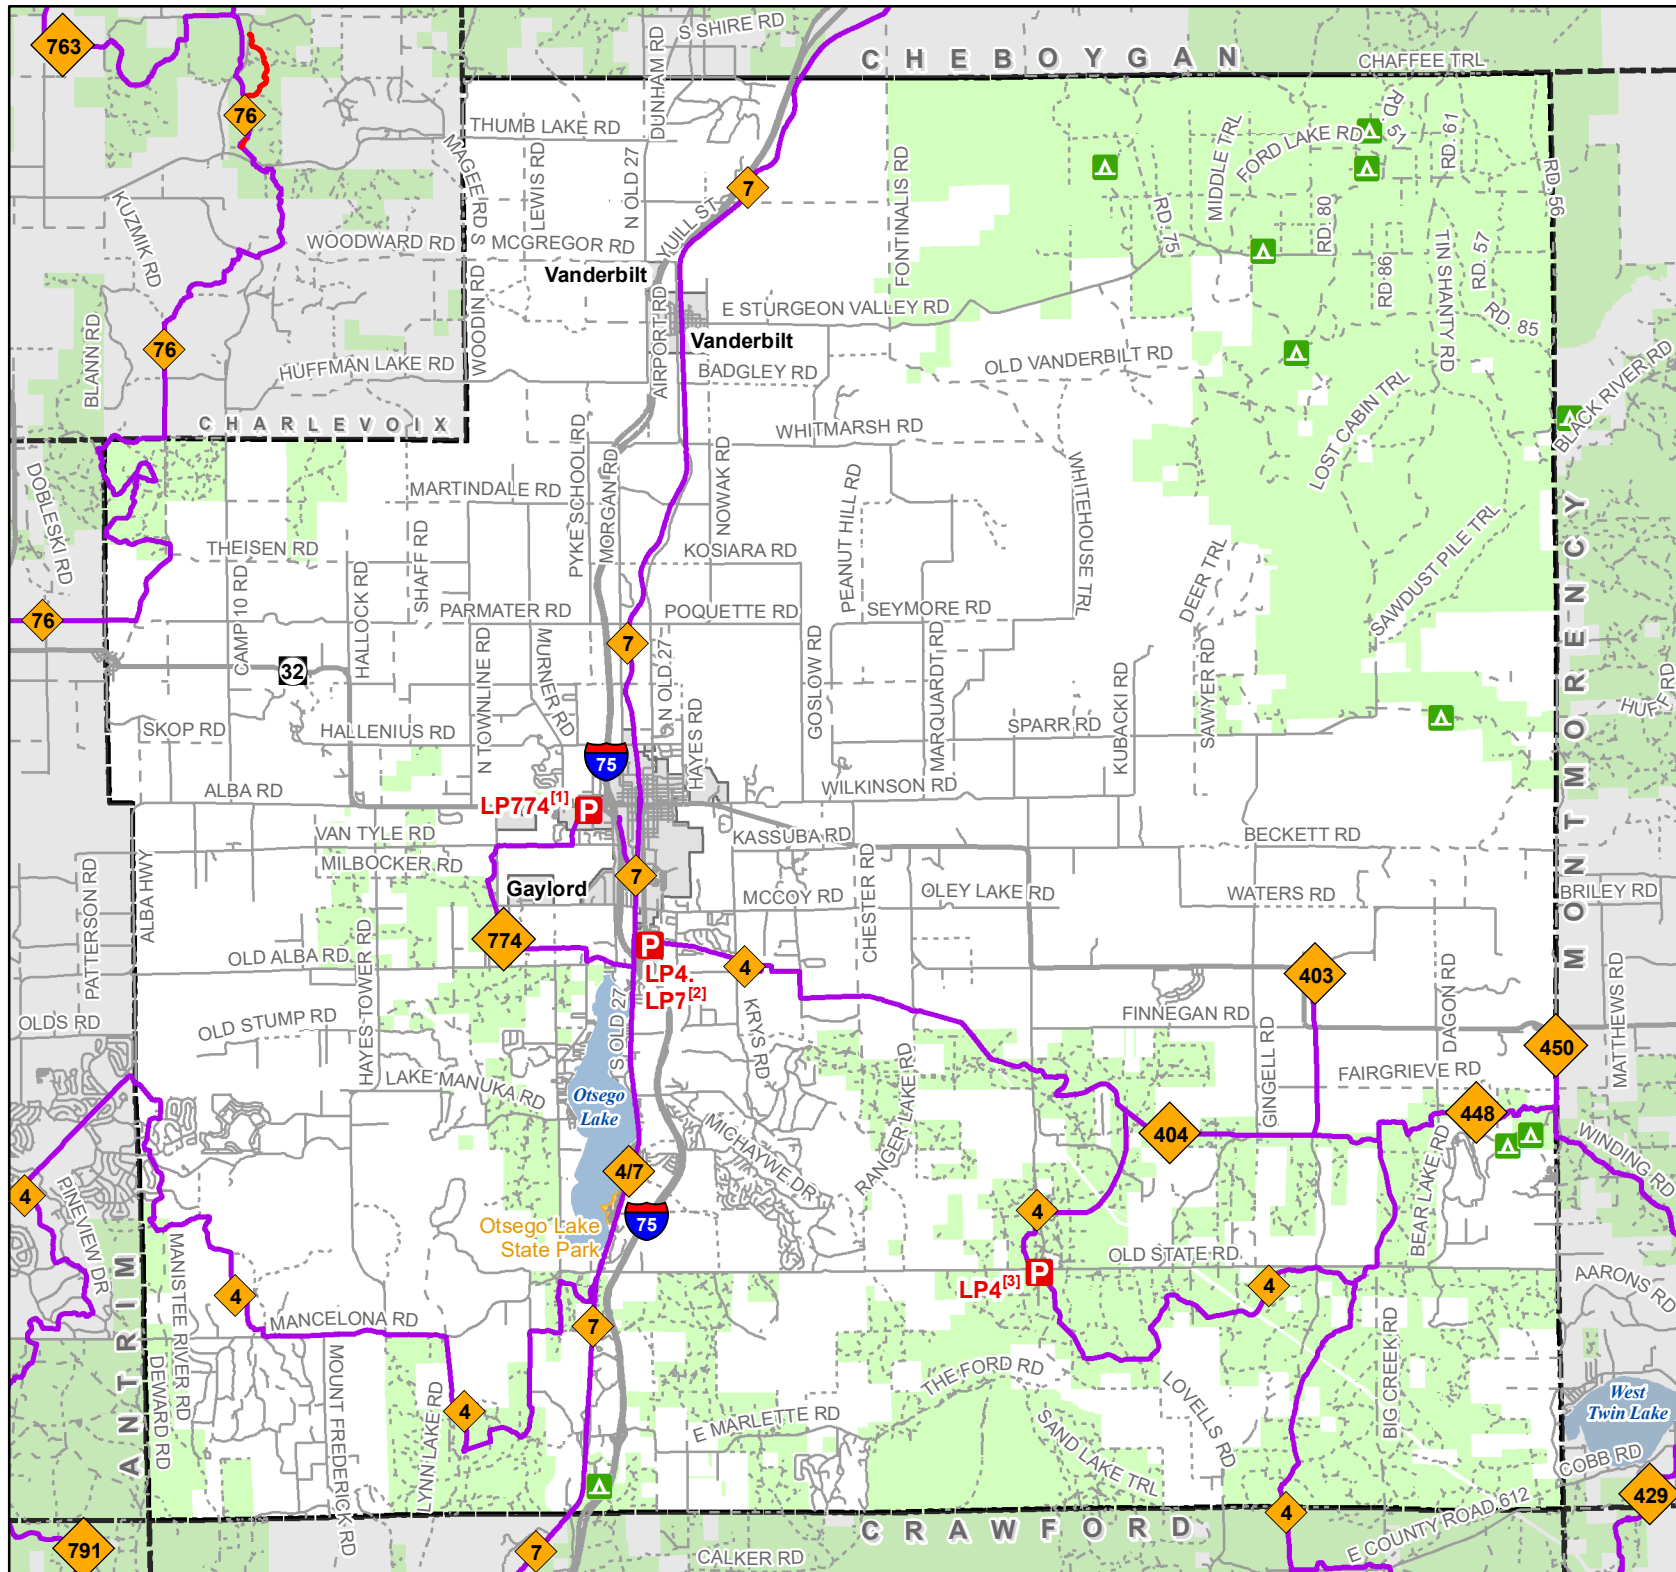 763
S SHIRE RD
CHEBOYGAN
CHAFFEE TRL
DUNHAM RD
76
THUMB LAKE RD
RD. 51
FORD LAKE RD
RD. 61
MIDDLE TRL
MAGEE RD S
LEWIS RD
N OLD 27
7
FONTINALIS RD
RD. 56
KUZMIK RD
WOODWARD RD
MCGREGOR RD
YUILL ST
RD. 75
RD. 80
Vanderbilt
RD 86
TIN SHANTY RD
RD. 57
WOODIN RD
AIRPORT RD
E STURGEON VALLEY RD
RD. 85
BLANN RD
76
Vanderbilt
OLD VANDERBILT RD
HUFFMAN LAKE RD
BADGLEY RD
BLACK RIVER RD
LOST CABIN TRL
CHARLEVOIX
WHITMARSH RD
PYKE SCHOOL RD
MORGAN RD
NOWAK RD
DOBLESKI RD
MARTINDALE RD
PEANUT HILL RD
WHITEHOUSE TRL
SAWDUST PILE TRL
THEISEN RD
SHAFF RD
KOSIARA RD
DEER TRL
MONTMORENCY
CAMP 10 RD
HALLOCK RD
76
PARMATER RD
POQUETTE RD
SEYMORE RD
7
32
N TOWNLINE RD
MURNER RD
N OLD 27
GOSLOW RD
MARQUARDT RD
KUBACKI RD
SAWYER RD
HUFF RD
SKOP RD
HALLENIUS RD
HAYES RD
SPARR RD
75
ALBA RD
LP774[1]
P
WILKINSON RD
VAN TYLE RD
KASSUBA RD
BECKETT RD
MILBOCKER RD
7
Gaylord
MCCOY RD
OLEY LAKE RD
WATERS RD
BRILEY RD
PATTERSON RD
ALBA HWY
CHESTER RD
774
P
OLD ALBA RD
HAYES-TOWER RD
LP4.
LP7[2]
4
403
DAGON RD
MATTHEWS RD
OLDS RD
OLD STUMP RD
S OLD 27
KRYS RD
FINNEGAN RD
450
GINGELL RD
LAKE MANUKA RD
RANGER LAKE RD
FAIRGRIEVE RD
Otsego
Lake
MICHAYWE DR
404
448
WINDING RD
4
PINEVIEW DR
4/7
BEAR LAKE RD
75
Otsego Lake
State Park
4
OLD STATE RD
P
LP4[3]
4
AARONS RD
MANISTEE RIVER RD
4
MANCELONA RD
7
ANTRIM
DEWARD RD
MOUNT FREDERICK RD
LYNN LAKE RD
4
THE FORD RD
LOVELLS RD
BIG CREEK RD
West
Twin Lake
E MARLETTE RD
SAND LAKE TRL
COBB RD
429
4
CRAWFORD
E COUNTY ROAD 612
791
7
CALKER RD